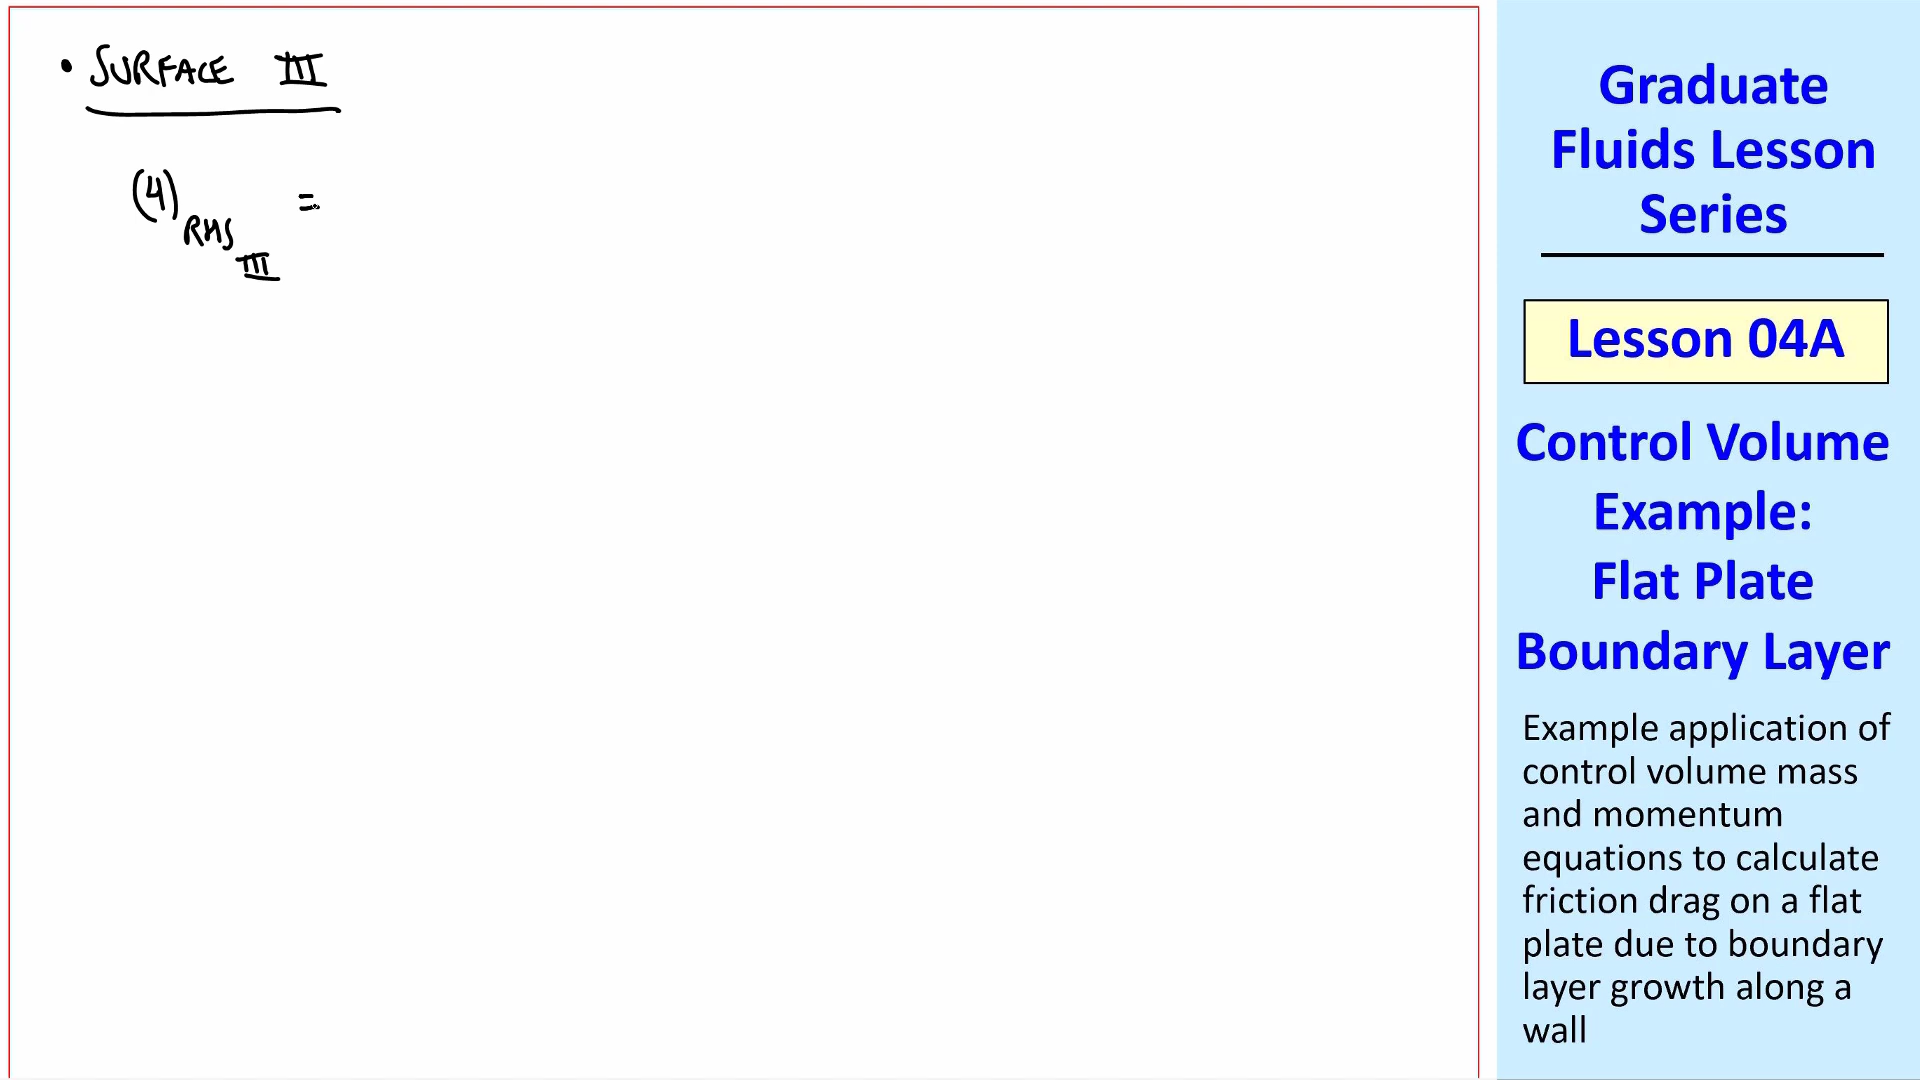 • SURFACE III
(4)RHS III =
Graduate
Fluids Lesson
Series
Lesson 04A
Control Volume
Example:
Flat Plate
Boundary Layer
Example application of
control volume mass
and momentum
equations to calculate
friction drag on a flat
plate due to boundary
layer growth along a
wall